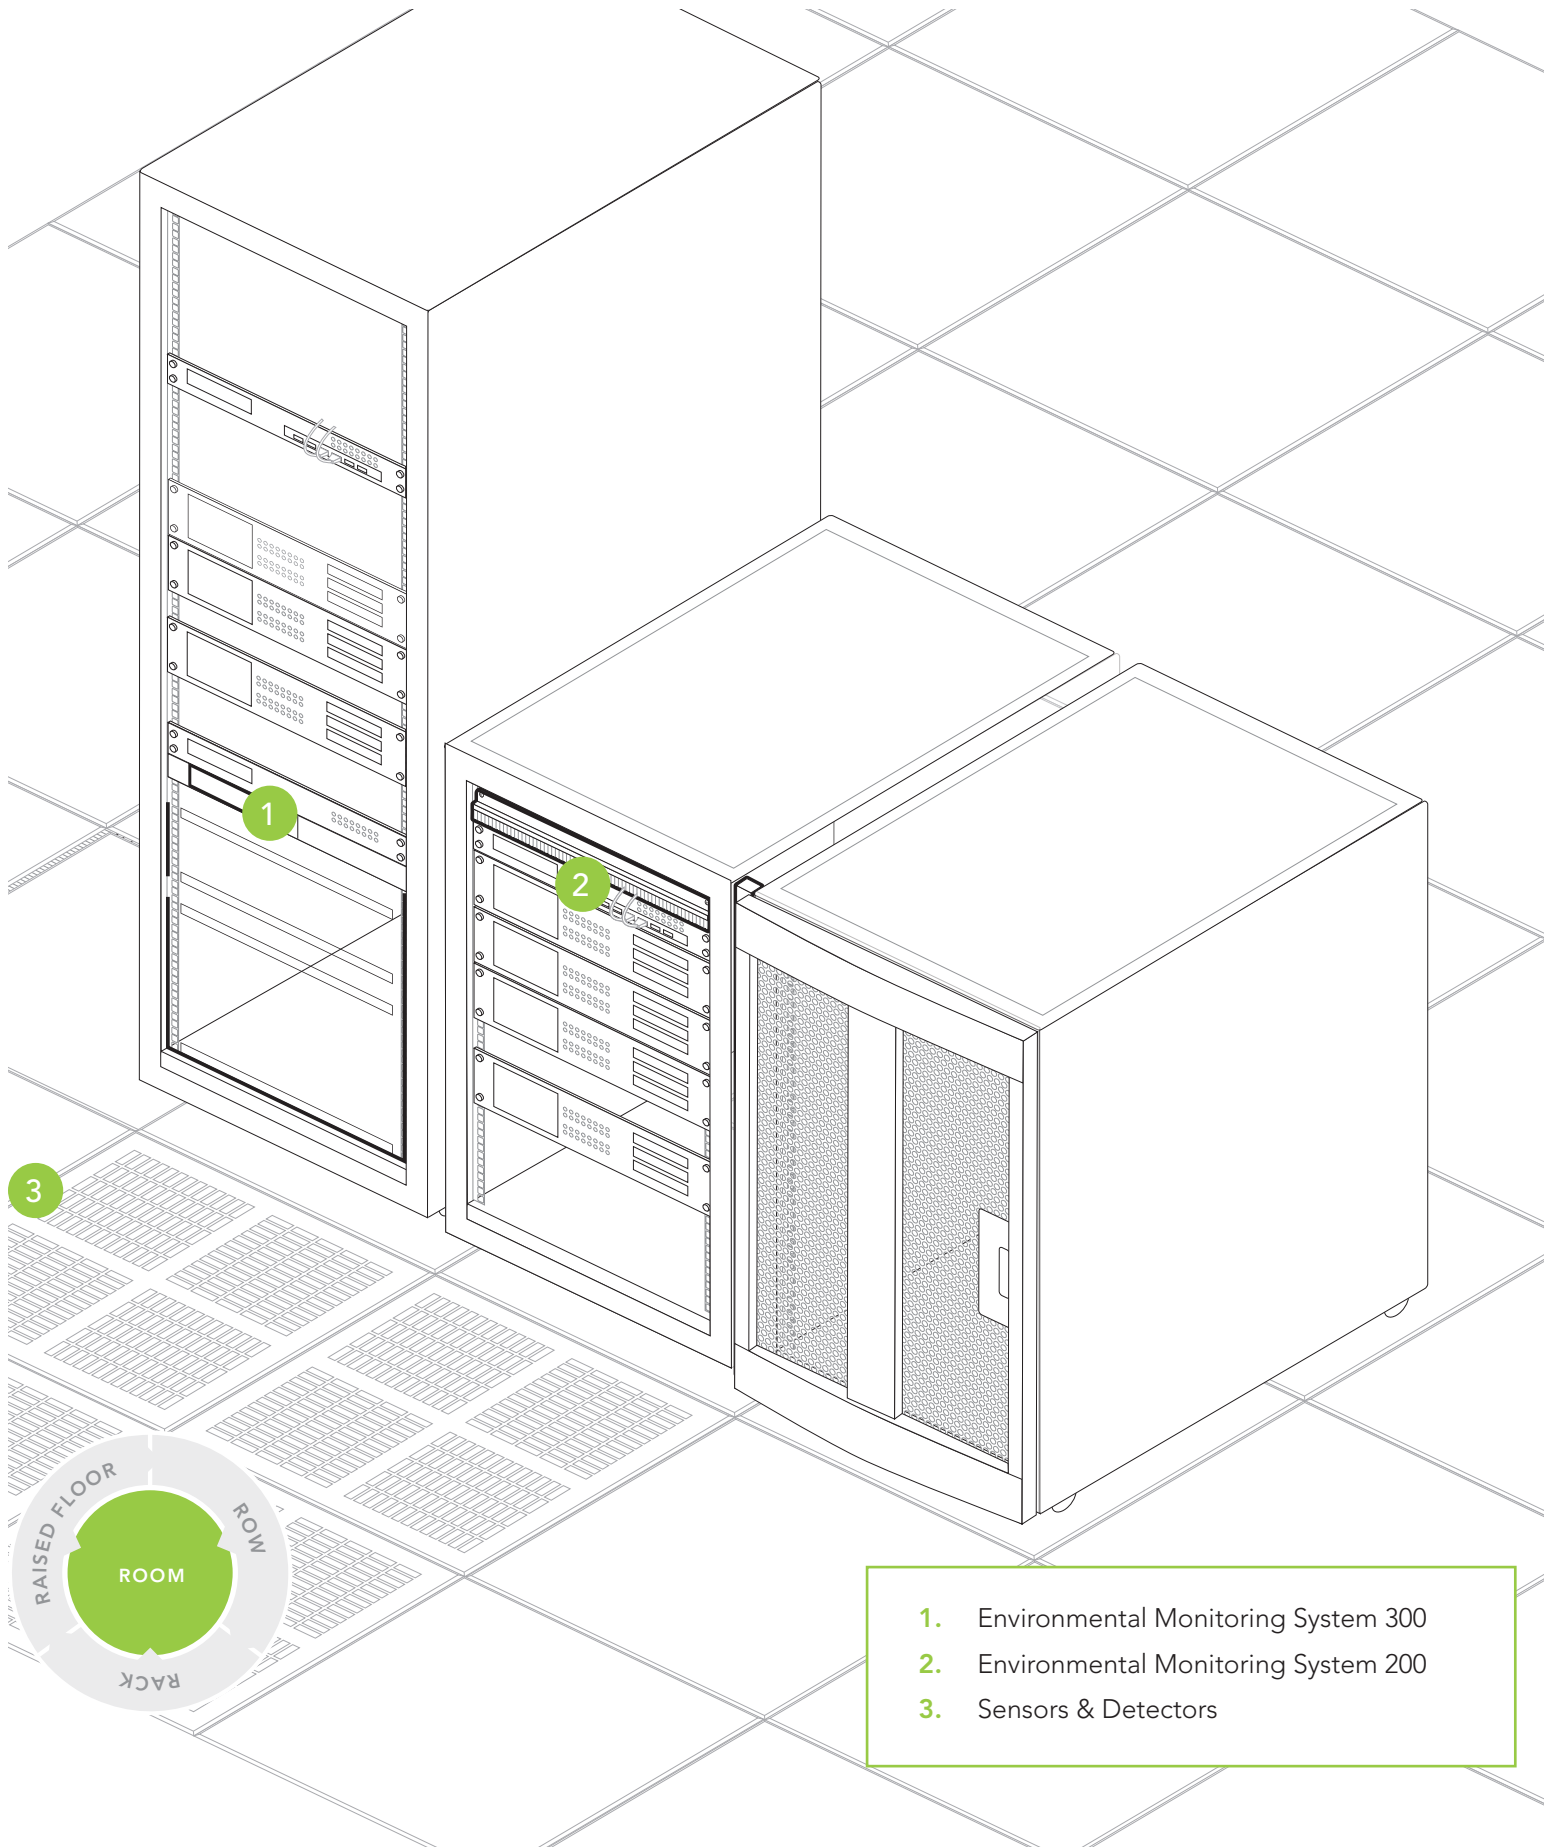 1
2
3
RAISED FLOOR
ROW
ROOM
RACK
1. Environmental Monitoring System 300
2. Environmental Monitoring System 200
3. Sensors & Detectors